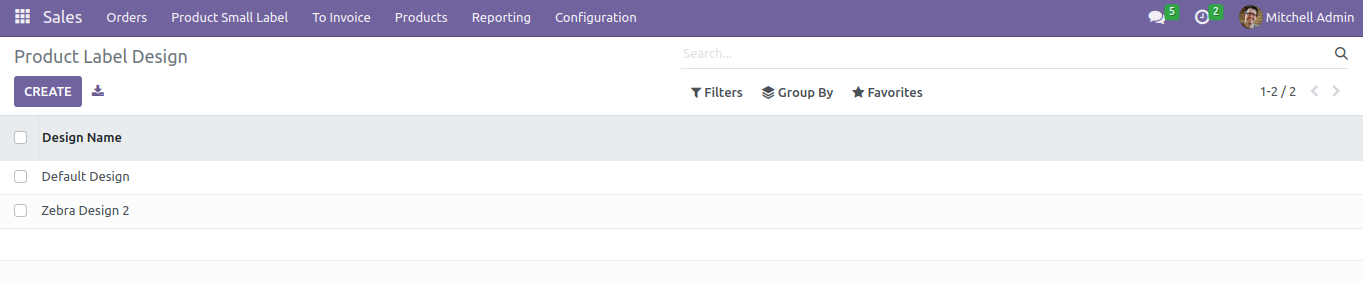 Sales Orders Product Small Label To Invoice Products Reporting Configuration 5 2 Mitchell Admin
Product Label Design Search...
CREATE Filters Group By Favorites 1-2 / 2
Design Name
Default Design
Zebra Design 2